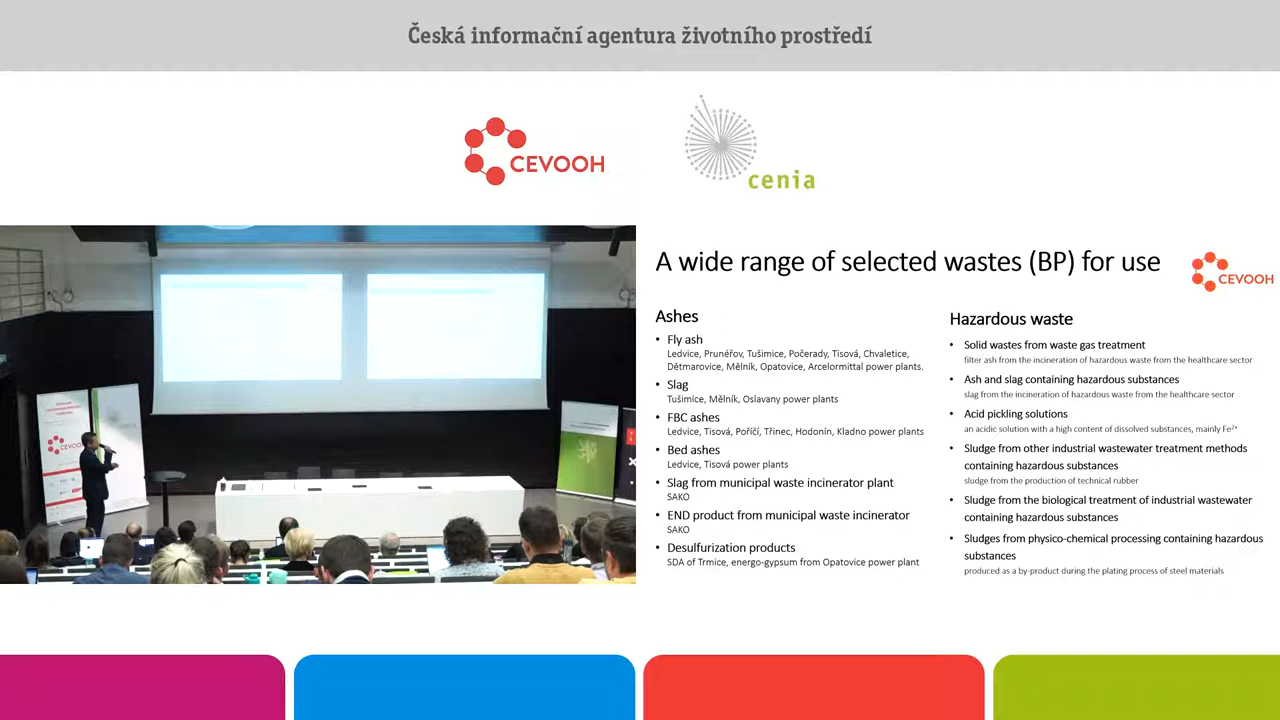 Česká informační agentura životního prostředí
CEVOOH
cenia
A wide range of selected wastes (BP) for use
CEVOOH
Ashes
• Fly ash
Ledvice, Prunéřov, Tušimice, Počerady, Tisová, Chvaletice,
Dětmarovice, Mělník, Opatovice, Arcelormittal power plants.
• Slag
Tušimice, Mělník, Oslavany power plants
• FBC ashes
Ledvice, Tisová, Poříčí, Třinec, Hodonín, Kladno power plants
• Bed ashes
Ledvice, Tisová power plants
• Slag from municipal waste incinerator plant
SAKO
• END product from municipal waste incinerator
SAKO
• Desulfurization products
SDA of Trmice, energo-gypsum from Opatovice power plant
Hazardous waste
• Solid wastes from waste gas treatment
filter ash from the incineration of hazardous waste from the healthcare sector
• Ash and slag containing hazardous substances
slag from the incineration of hazardous waste from the healthcare sector
• Acid pickling solutions
an acidic solution with a high content of dissolved substances, mainly Fe²⁺
• Sludge from other industrial wastewater treatment methods
containing hazardous substances
sludge from the production of technical rubber
• Sludge from the biological treatment of industrial wastewater
containing hazardous substances
• Sludges from physico-chemical processing containing hazardous
substances
produced as a by-product during the plating process of steel materials
CEVOOH